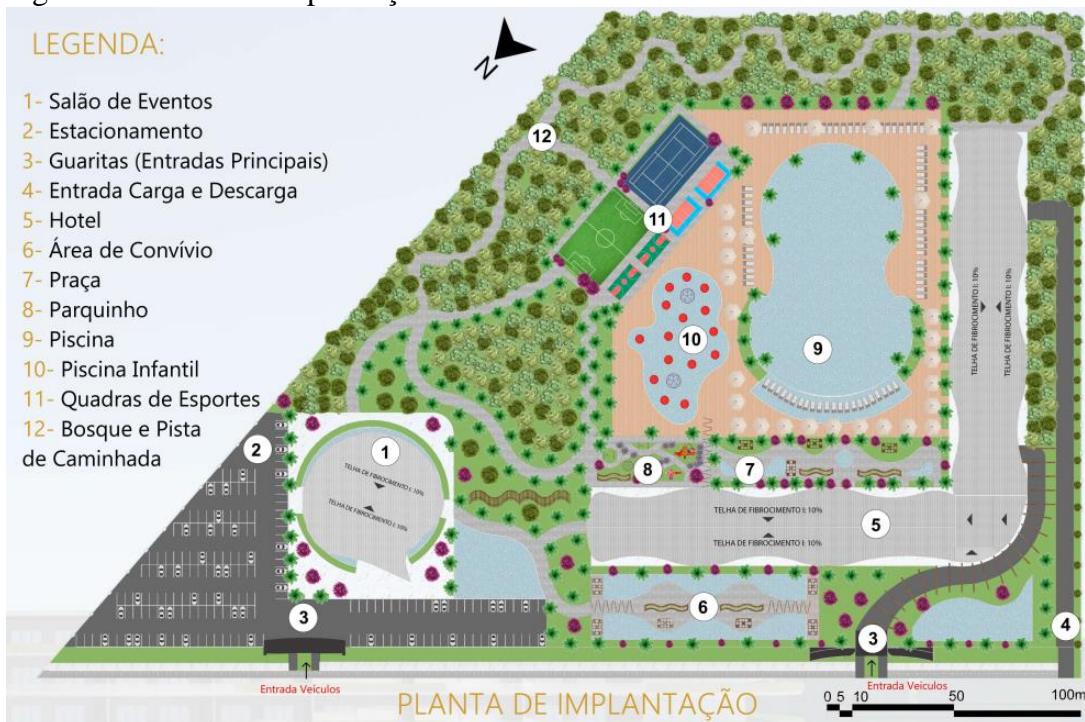 LEGENDA:
1- Salão de Eventos
2- Estacionamento
3- Guaritas (Entradas Principais)
4- Entrada Carga e Descarga
5- Hotel
6- Área de Convívio
7- Praça
8- Parquinho
9- Piscina
10- Piscina Infantil
11- Quadras de Esportes
12- Bosque e Pista
de Caminhada
N
12
11
10
9
TELHA DE FIBROCIMENTO I: 10%
TELHA DE FIBROCIMENTO I: 10%
2
1
TELHA DE FIBROCIMENTO I: 10%
TELHA DE FIBROCIMENTO I: 10%
8
7
TELHA DE FIBROCIMENTO I: 10%
5
TELHA DE FIBROCIMENTO I: 10%
6
3
3
4
Entrada Veículos
Entrada Veículos
PLANTA DE IMPLANTAÇÃO
0 5 10 50 100m